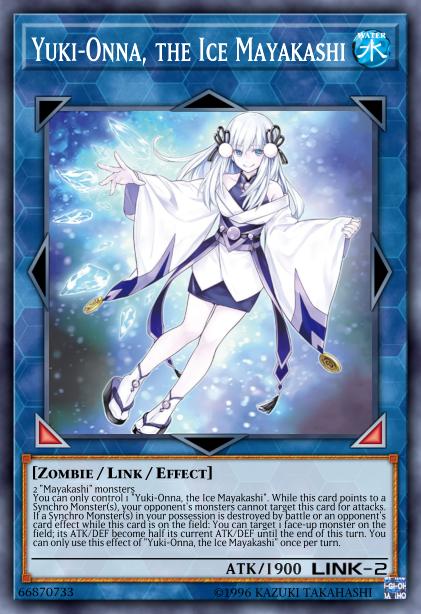 YUKI-ONNA, THE ICE MAYAKASHI
WATER
水
[ZOMBIE / LINK / EFFECT]
2 "Mayakashi" monsters
You can only control 1 "Yuki-Onna, the Ice Mayakashi". While this card points to a
Synchro Monster(s), your opponent's monsters cannot target this card for attacks.
If a Synchro Monster(s) in your possession is destroyed by battle or an opponent's
card effect while this card is on the field: You can target 1 face-up monster on the
field; its ATK/DEF become half its current ATK/DEF until the end of this turn. You
can only use this effect of "Yuki-Onna, the Ice Mayakashi" once per turn.
ATK/1900 LINK-2
66870733 ©1996 KAZUKI TAKAHASHI